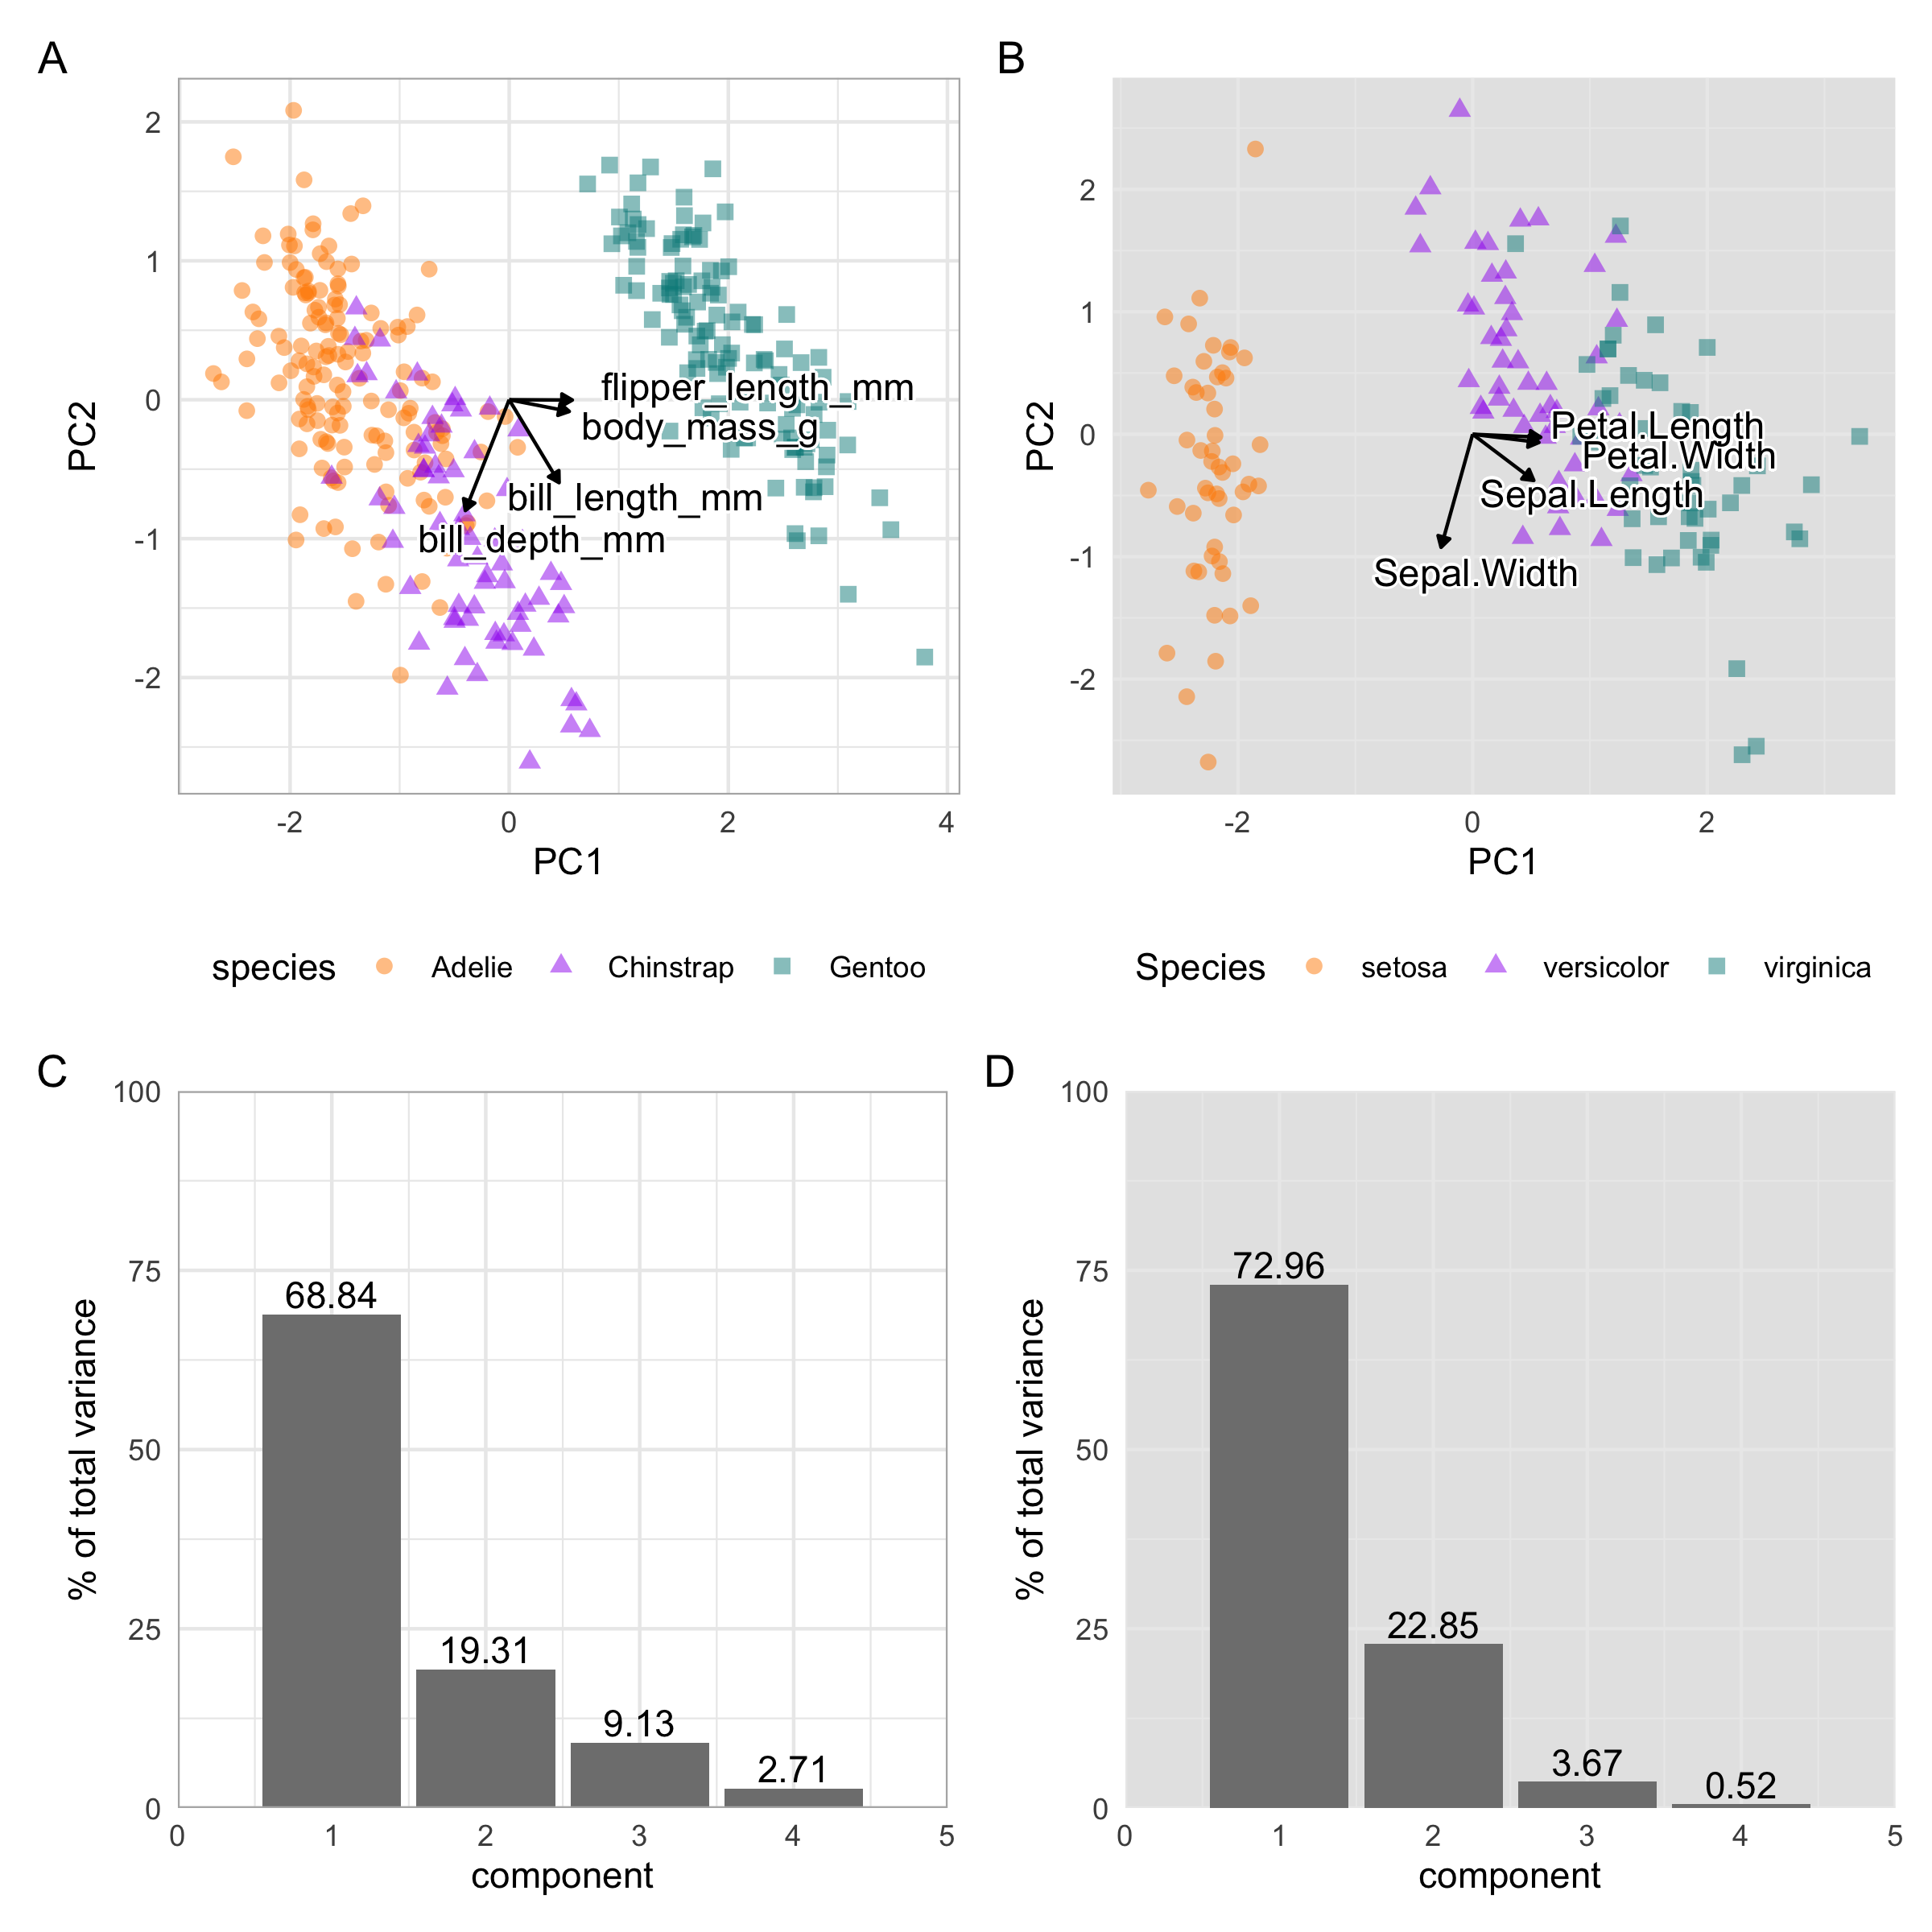 A
PC2
2
1
0
-1
-2
flipper_length_mm
body_mass_g
bill_length_mm
bill_depth_mm
-2 0 2 4
PC1
species Adelie Chinstrap Gentoo
B
PC2
2
1
0
-1
-2
Petal.Length
Petal.Width
Sepal.Length
Sepal.Width
-2 0 2
PC1
Species setosa versicolor virginica
C
% of total variance
100
75
50
25
0
68.84
19.31
9.13
2.71
0 1 2 3 4 5
component
D
% of total variance
100
75
50
25
0
72.96
22.85
3.67
0.52
0 1 2 3 4 5
component